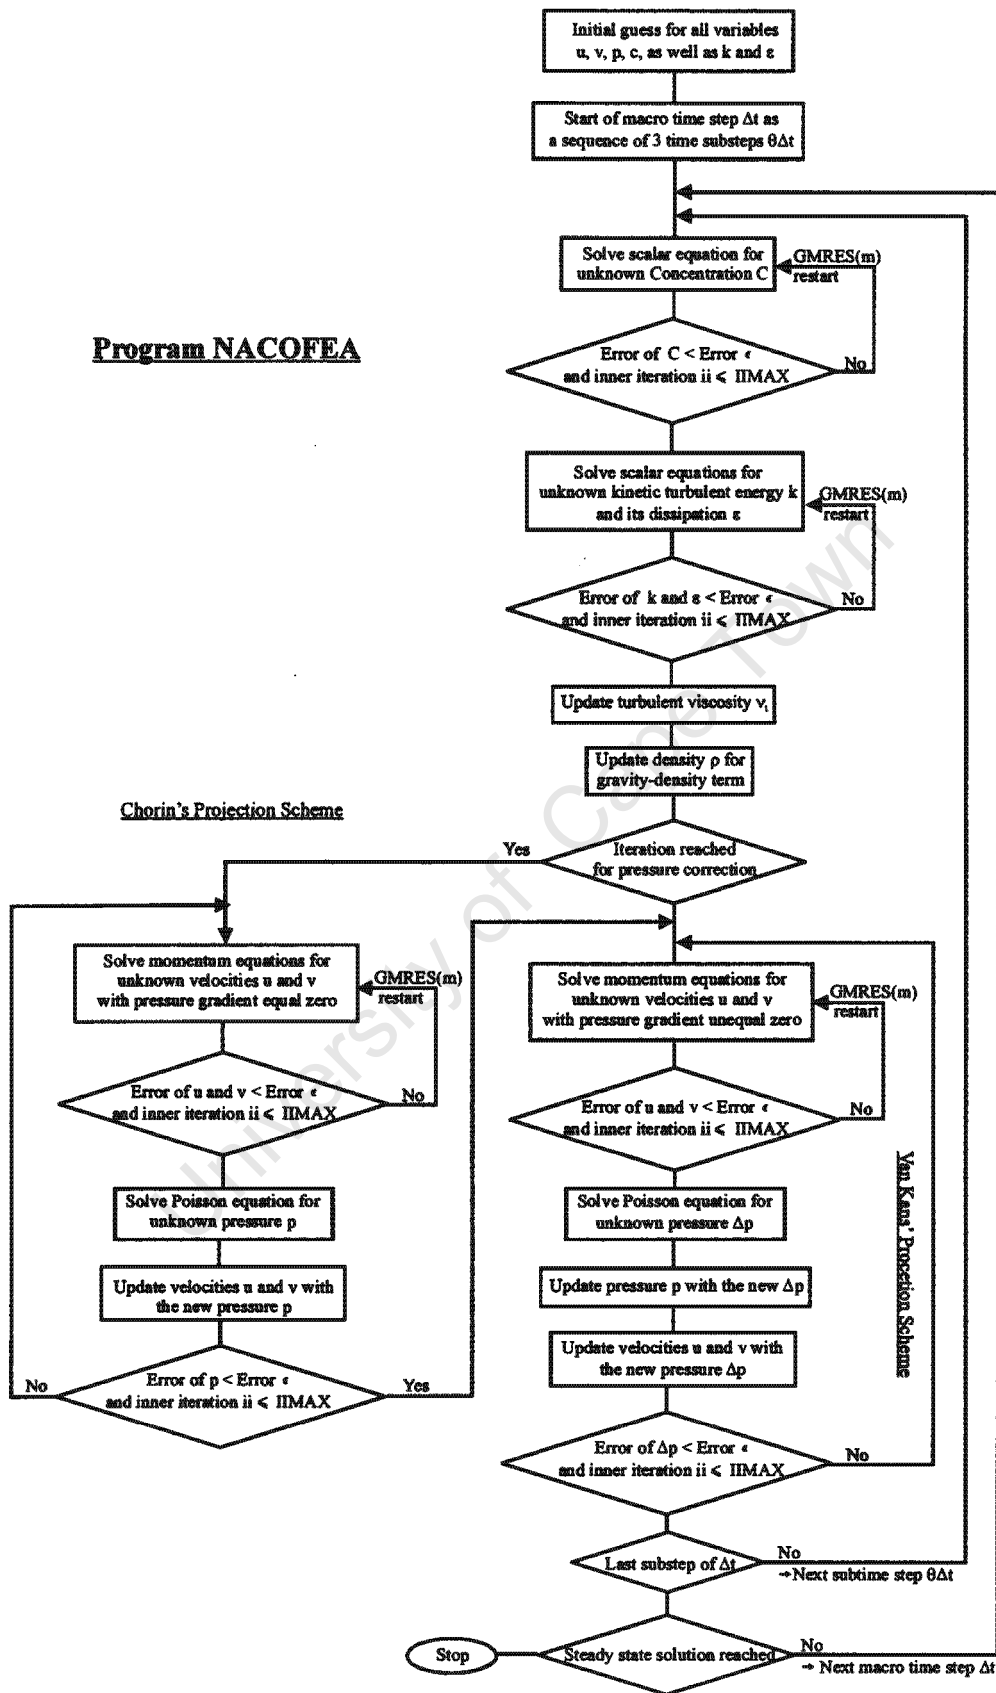 Initial guess for all variables
u, v, p, c, as well as k and ε
Start of macro time step Δt as
a sequence of 3 time substeps θΔt
Solve scalar equation for
unknown Concentration C
GMRES(m)
restart
Program NACOFEA
Error of C < Error ϵ
and inner iteration ii ⩽ IIMAX
No
Solve scalar equations for
unknown kinetic turbulent energy k
and its dissipation ε
GMRES(m)
restart
Error of k and ε < Error ϵ
and inner iteration ii ⩽ IIMAX
No
Update turbulent viscosity νt
Update density ρ for
gravity-density term
Chorin's Projection Scheme
Yes
Iteration reached
for pressure correction
Solve momentum equations for
unknown velocities u and v
with pressure gradient equal zero
GMRES(m)
restart
Error of u and v < Error ϵ
and inner iteration ii ⩽ IIMAX
No
Solve Poisson equation for
unknown pressure p
Update velocities u and v with
the new pressure p
Error of p < Error ϵ
and inner iteration ii ⩽ IIMAX
No
Yes
Solve momentum equations for
unknown velocities u and v
with pressure gradient unequal zero
GMRES(m)
restart
Error of u and v < Error ϵ
and inner iteration ii ⩽ IIMAX
No
Solve Poisson equation for
unknown pressure Δp
Update pressure p with the new Δp
Update velocities u and v with
the new pressure Δp
Van Kans' Procetion Scheme
Error of Δp < Error ϵ
and inner iteration ii ⩽ IIMAX
No
Last substep of Δt
No
→Next subtime step θΔt
Stop
Steady state solution reached
No
→ Next macro time step Δt
University of Cape Town